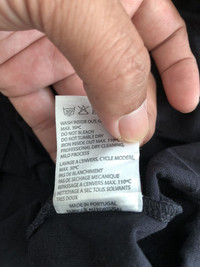 WASH INSIDE OUT,
MAX. 30ºC
DO NOT BLEACH
DO NOT TUMBLE DRY
IRON INSIDE OUT MAX. 110ºC
PROFESSIONAL DRY CLEANING,
MILD PROCESS
LAVAGE A L'ENVERS, CYCLE MODERE,
MAX. 30ºC
PAS DE BLANCHIMENT
PAS DE SECHAGE MECANIQUE
REPASSAGE A L'ENVERS MAX. 110ºC
NETTOYAGE A SEC TOUS SOLVANTS
TRES DOUX
MADE IN PORTUGAL